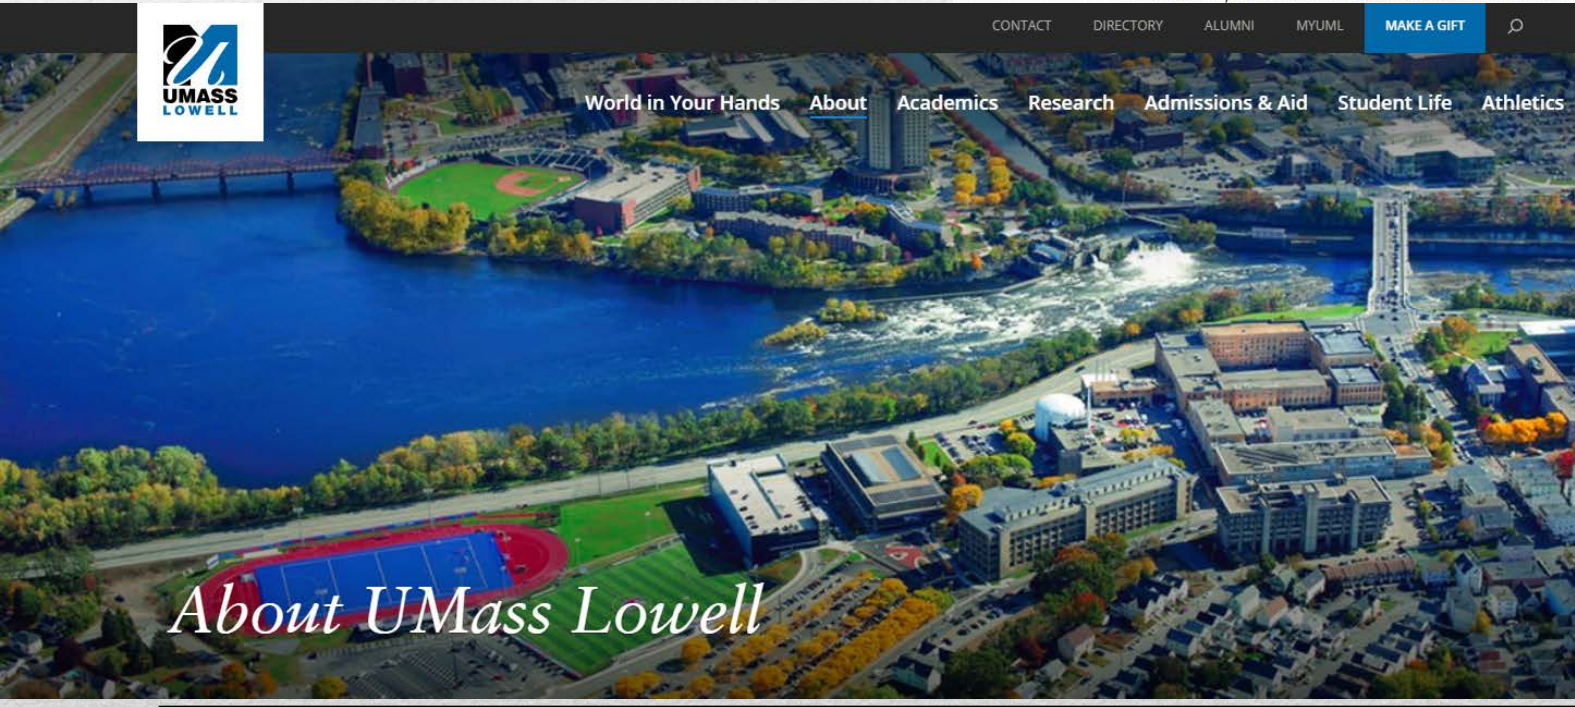 CONTACT DIRECTORY ALUMNI MYUML MAKE A GIFT
UMASS
LOWELL
World in Your Hands About Academics Research Admissions & Aid Student Life Athletics
About UMass Lowell